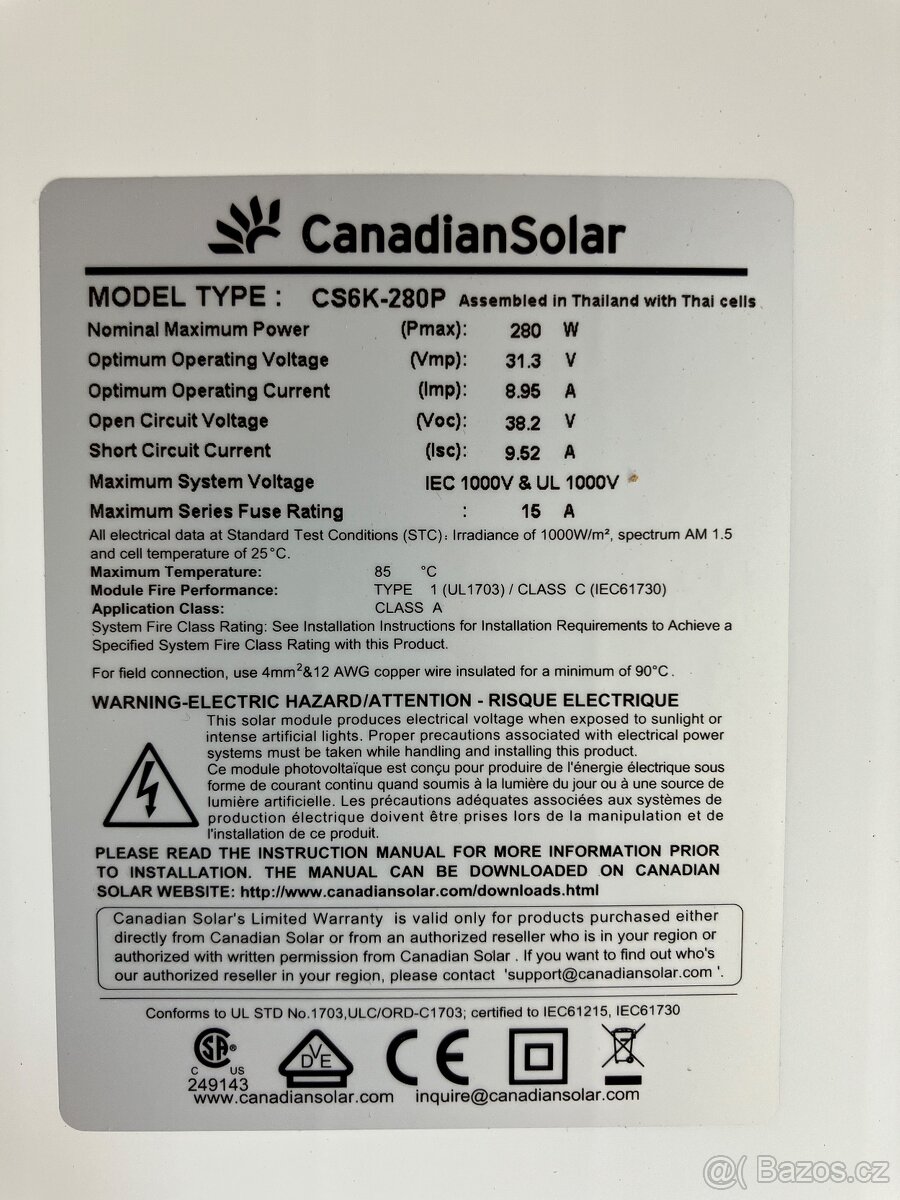 CanadianSolar
MODEL TYPE : CS6K-280P Assembled in Thailand with Thai cells
Nominal Maximum Power (Pmax): 280 W
Optimum Operating Voltage (Vmp): 31.3 V
Optimum Operating Current (Imp): 8.95 A
Open Circuit Voltage (Voc): 38.2 V
Short Circuit Current (Isc): 9.52 A
Maximum System Voltage IEC 1000V & UL 1000V
Maximum Series Fuse Rating : 15 A
All electrical data at Standard Test Conditions (STC): Irradiance of 1000W/m², spectrum AM 1.5
and cell temperature of 25°C.
Maximum Temperature: 85 °C
Module Fire Performance: TYPE 1 (UL1703) / CLASS C (IEC61730)
Application Class: CLASS A
System Fire Class Rating: See Installation Instructions for Installation Requirements to Achieve a
Specified System Fire Class Rating with this Product.
For field connection, use 4mm²&12 AWG copper wire insulated for a minimum of 90°C.
WARNING-ELECTRIC HAZARD/ATTENTION - RISQUE ELECTRIQUE
This solar module produces electrical voltage when exposed to sunlight or
intense artificial lights. Proper precautions associated with electrical power
systems must be taken while handling and installing this product.
Ce module photovoltaïque est conçu pour produire de l'énergie électrique sous
forme de courant continu quand soumis à la lumière du jour ou à une source de
lumière artificielle. Les précautions adéquates associées aux systèmes de
production électrique doivent être prises lors de la manipulation et de
l'installation de ce produit.
PLEASE READ THE INSTRUCTION MANUAL FOR MORE INFORMATION PRIOR
TO INSTALLATION. THE MANUAL CAN BE DOWNLOADED ON CANADIAN
SOLAR WEBSITE: http://www.canadiansolar.com/downloads.html
Canadian Solar's Limited Warranty is valid only for products purchased either
directly from Canadian Solar or from an authorized reseller who is in your region or
authorized with written permission from Canadian Solar . If you want to find out who's
our authorized reseller in your region, please contact 'support@canadiansolar.com '.
Conforms to UL STD No.1703,ULC/ORD-C1703; certified to IEC61215, IEC61730
SA ® DVE CE
C US
249143
www.canadiansolar.com inquire@canadiansolar.com
@( Bazos.cz